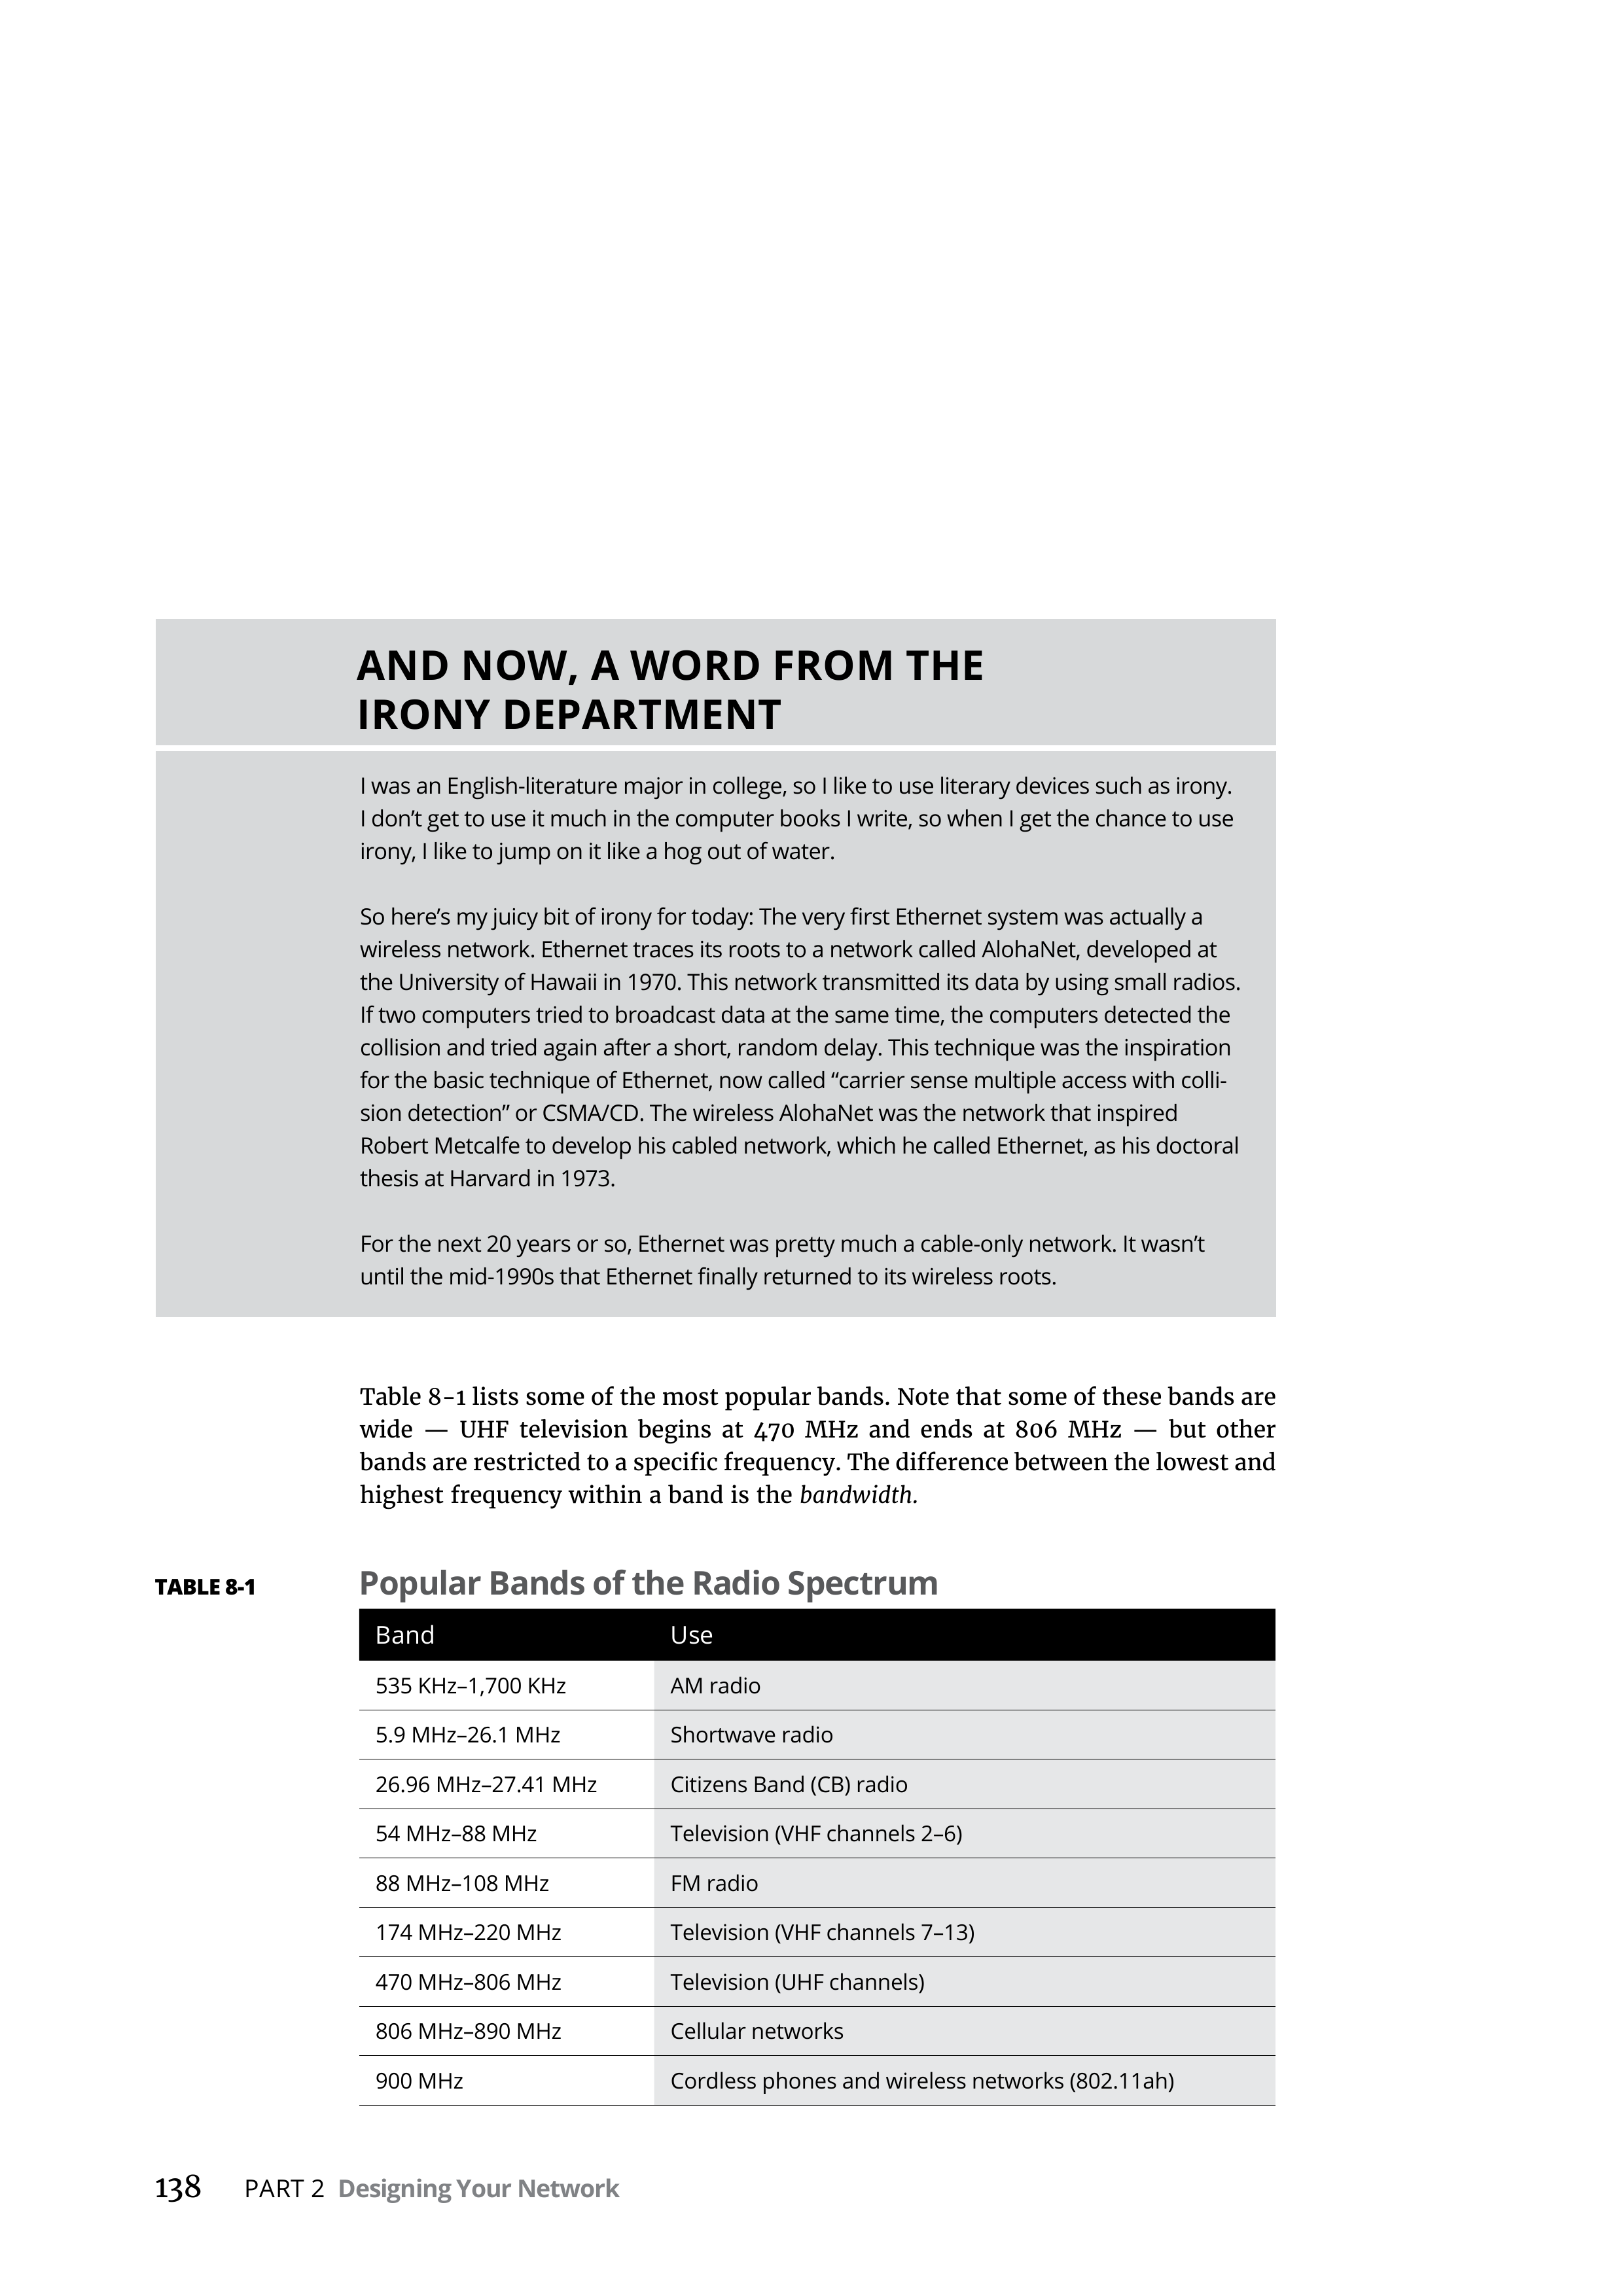 AND NOW, A WORD FROM THE
IRONY DEPARTMENT
I was an English-literature major in college, so I like to use literary devices such as irony.
I don’t get to use it much in the computer books I write, so when I get the chance to use
irony, I like to jump on it like a hog out of water.
So here’s my juicy bit of irony for today: The very first Ethernet system was actually a
wireless network. Ethernet traces its roots to a network called AlohaNet, developed at
the University of Hawaii in 1970. This network transmitted its data by using small radios.
If two computers tried to broadcast data at the same time, the computers detected the
collision and tried again after a short, random delay. This technique was the inspiration
for the basic technique of Ethernet, now called “carrier sense multiple access with colli-
sion detection” or CSMA/CD. The wireless AlohaNet was the network that inspired
Robert Metcalfe to develop his cabled network, which he called Ethernet, as his doctoral
thesis at Harvard in 1973.
For the next 20 years or so, Ethernet was pretty much a cable-only network. It wasn’t
until the mid-1990s that Ethernet finally returned to its wireless roots.
Table 8-1 lists some of the most popular bands. Note that some of these bands are
wide — UHF television begins at 470 MHz and ends at 806 MHz — but other
bands are restricted to a specific frequency. The difference between the lowest and
highest frequency within a band is the bandwidth.
TABLE 8-1 Popular Bands of the Radio Spectrum
Band Use
535 KHz–1,700 KHz AM radio
5.9 MHz–26.1 MHz Shortwave radio
26.96 MHz–27.41 MHz Citizens Band (CB) radio
54 MHz–88 MHz Television (VHF channels 2–6)
88 MHz–108 MHz FM radio
174 MHz–220 MHz Television (VHF channels 7–13)
470 MHz–806 MHz Television (UHF channels)
806 MHz–890 MHz Cellular networks
900 MHz Cordless phones and wireless networks (802.11ah)
138 PART 2 Designing Your Network